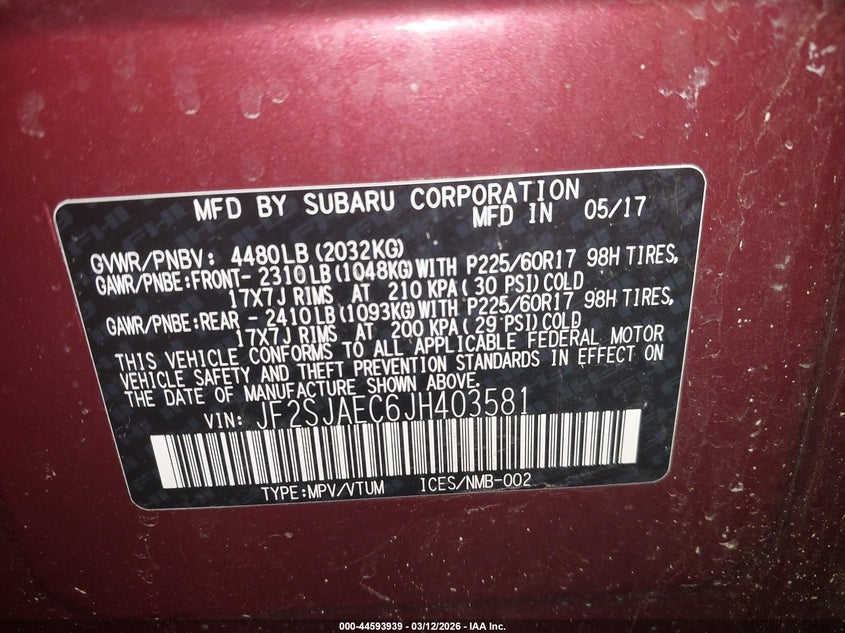 MFD BY SUBARU CORPORATION
MFD IN 05/17
GVWR/PNBV: 4480LB(2032KG)
GAWR/PNBE:FRONT- 2310LB(1048KG)WITH P225/60R17 98H TIRES,
17X7J RIMS AT 210 KPA( 30 PSI)COLD
GAWR/PNBE:REAR - 2410LB(1093KG)WITH P225/60R17 98H TIRES,
17X7J RIMS AT 200 KPA( 29 PSI)COLD
THIS VEHICLE CONFORMS TO ALL APPLICABLE FEDERAL MOTOR
VEHICLE SAFETY AND THEFT PREVENTION STANDARDS IN EFFECT ON
THE DATE OF MANUFACTURE SHOWN ABOVE.
VIN: JF2SJAEC6JH403581
TYPE:MPV/VTUM ICES/NMB-002
000-44593939 - 03/12/2026 - IAA Inc.